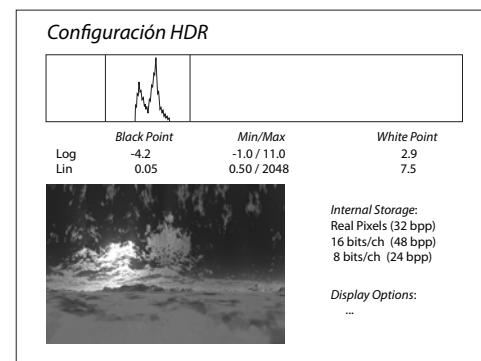 Configuración HDR
Black Point Min/Max White Point
Log -4.2 -1.0 / 11.0 2.9
Lin 0.05 0.50 / 2048 7.5
Internal Storage:
Real Pixels (32 bpp)
16 bits/ch (48 bpp)
8 bits/ch (24 bpp)
Display Options:
...